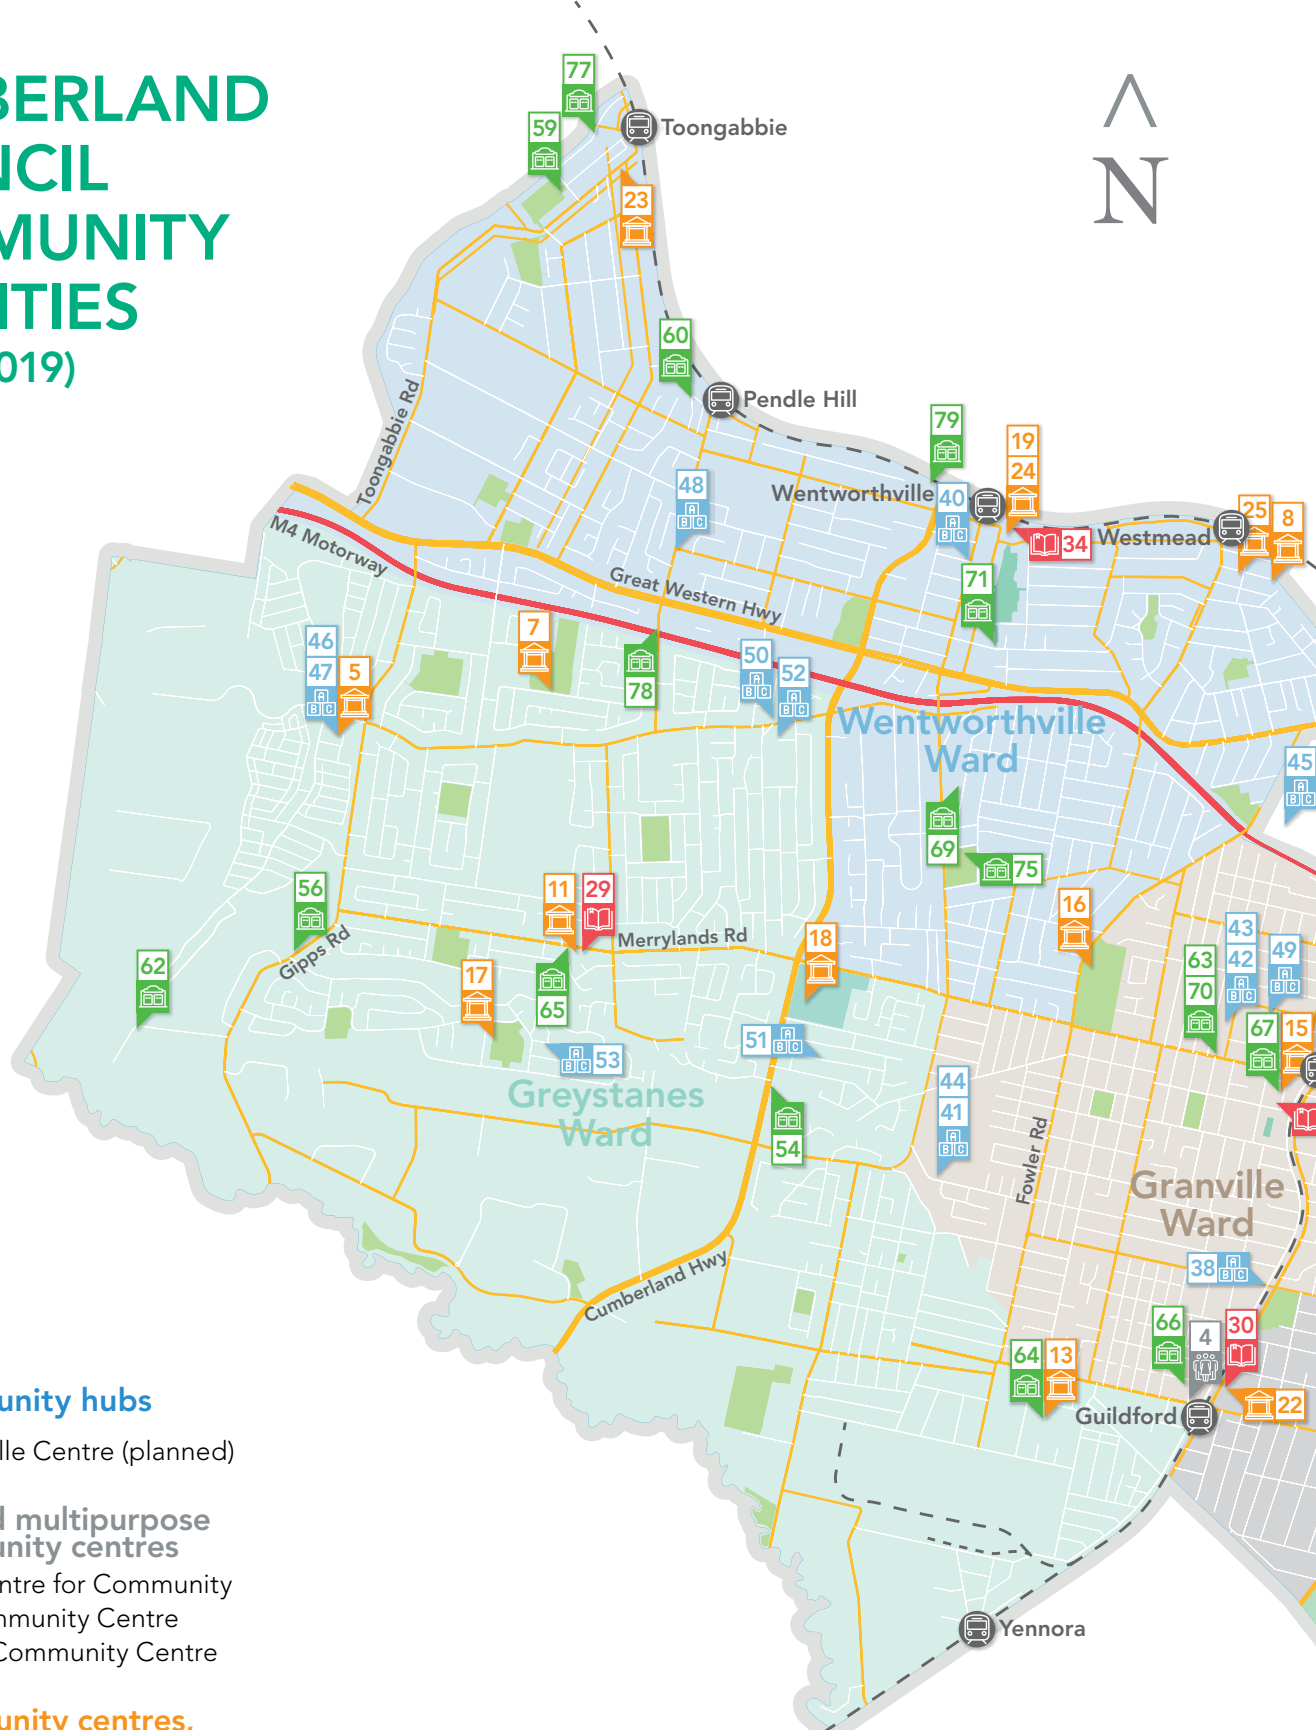 BERLAND
NCIL
MUNITY
ITIES
019)
N
77
59
Toongabbie
23
60
Pendle Hill
Toongabbie Rd
79
19
24
48
Wentworthville
40
34
Westmead
25
8
M4 Motorway
Great Western Hwy
71
46
47
5
7
78
50
52
Wentworthville
Ward
45
69
75
56
11
29
Merrylands Rd
16
18
43
42
49
63
70
Gipps Rd
62
17
65
67
15
51
53
44
41
Greystanes
Ward
54
Fowler Rd
Granville
Ward
38
Cumberland Hwy
66
4
30
64
13
22
Guildford
Yennora
unity hubs
lle Centre (planned)
d multipurpose
unity centres
ntre for Community
mmunity Centre
Community Centre
unity centres,